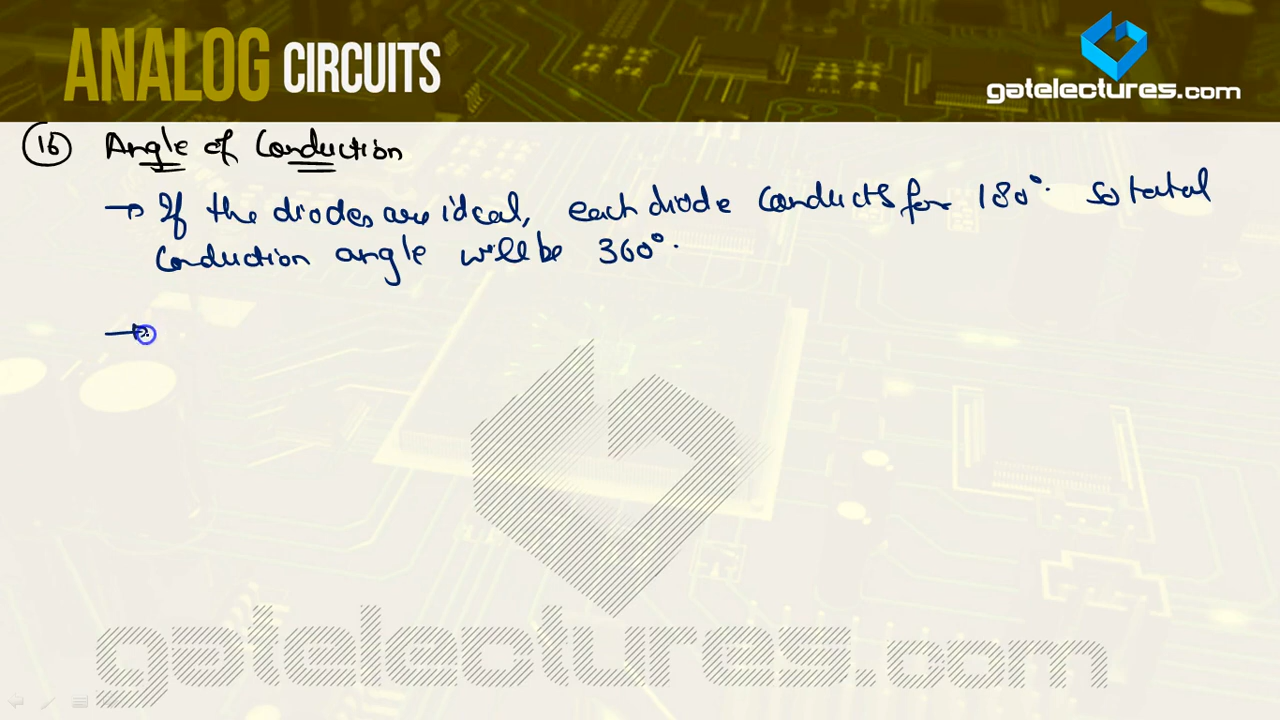 ANALOG CIRCUITS
gatelectures.com
16 Angle of Conduction
→ If the diodes are ideal, each diode conducts for 180°. So total
conduction angle will be 360°.
→
gatelectures.com